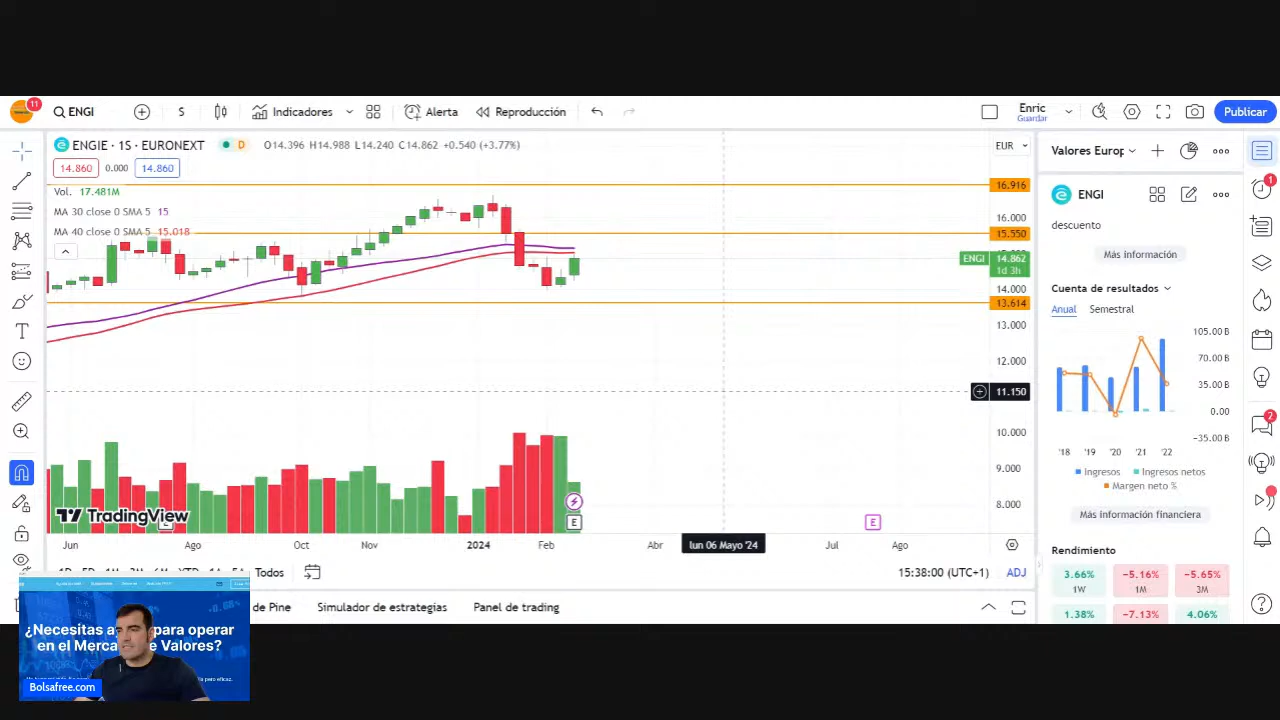 11
ENGI
S
Indicadores
Alerta
Reproducción
Enric
Guardar
Publicar
ENGIE · 1S · EURONEXT
D
O14.396 H14.988 L14.240 C14.862 +0.540 (+3.77%)
EUR
14.860
0.000
14.860
Vol. 17.481M
MA 30 close 0 SMA 5 15
MA 40 close 0 SMA 5 15.018
16.916
16.000
15.550
ENGI
14.862
1d 3h
14.000
13.614
13.000
12.000
11.150
10.000
9.000
8.000
TradingView
E
E
E
Jun
Ago
Oct
Nov
2024
Feb
Abr
lun 06 Mayo '24
Jul
Ago
Todos
15:38:00 (UTC+1)
ADJ
de Pine
Simulador de estrategias
Panel de trading
Valores Europ
ENGI
descuento
Más información
Cuenta de resultados
Anual
Semestral
105.00 B
70.00 B
35.00 B
0.00
−35.00 B
'18
'19
'20
'21
'22
Ingresos
Ingresos netos
Margen neto %
Más información financiera
Rendimiento
3.66%
1W
−5.16%
1M
−5.65%
3M
1.38%
−7.13%
4.06%
1
2
¿Necesitas a para operar
en el Merca e Valores?
Bolsafree.com